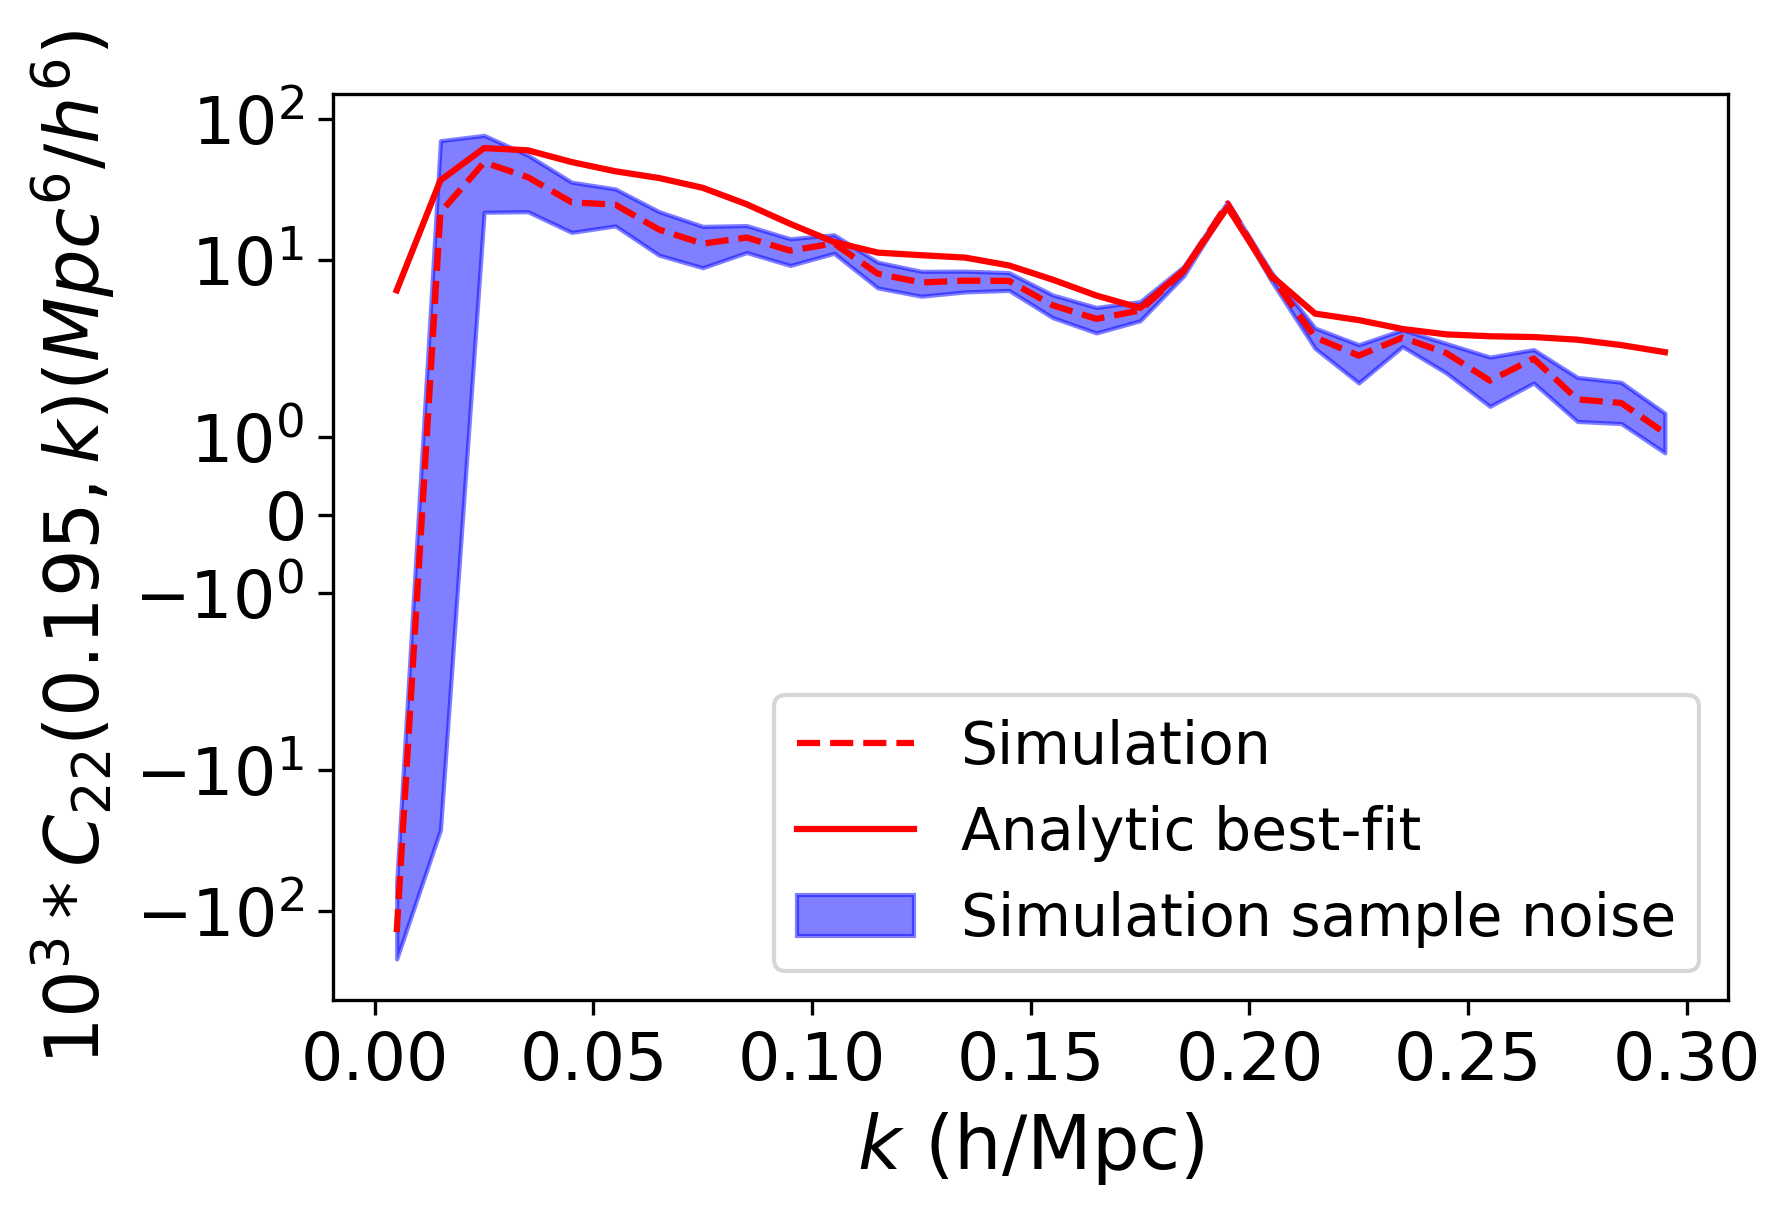 10³ * C₂₂(0.195, k)(Mpc⁶/h⁶)
10²
10¹
10⁰
0
−10⁰
−10¹
−10²
Simulation
Analytic best-fit
Simulation sample noise
0.00 0.05 0.10 0.15 0.20 0.25 0.30
k (h/Mpc)